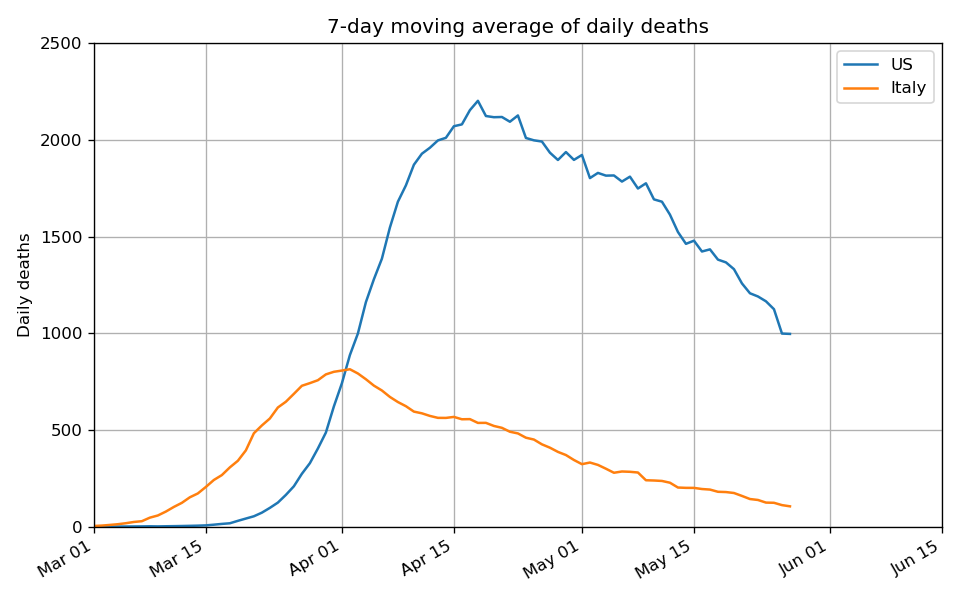 7-day moving average of daily deaths
2500
2000
1500
1000
500
0
Daily deaths
US
Italy
Mar 01
Mar 15
Apr 01
Apr 15
May 01
May 15
Jun 01
Jun 15